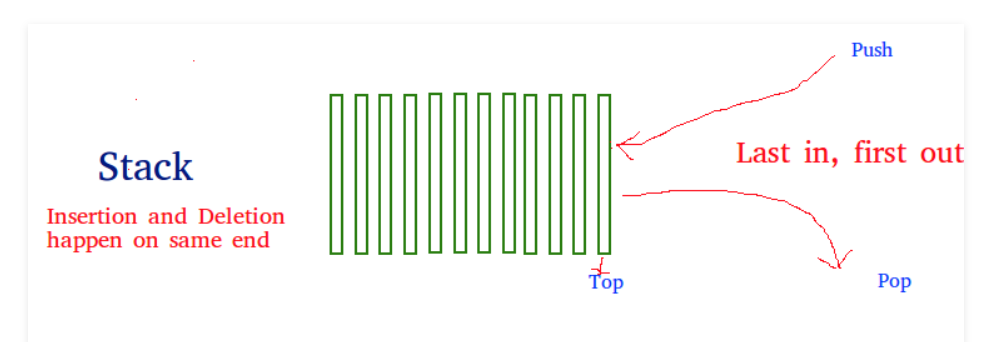 Push
Last in, first out
Stack
Insertion and Deletion
happen on same end
Top
Pop